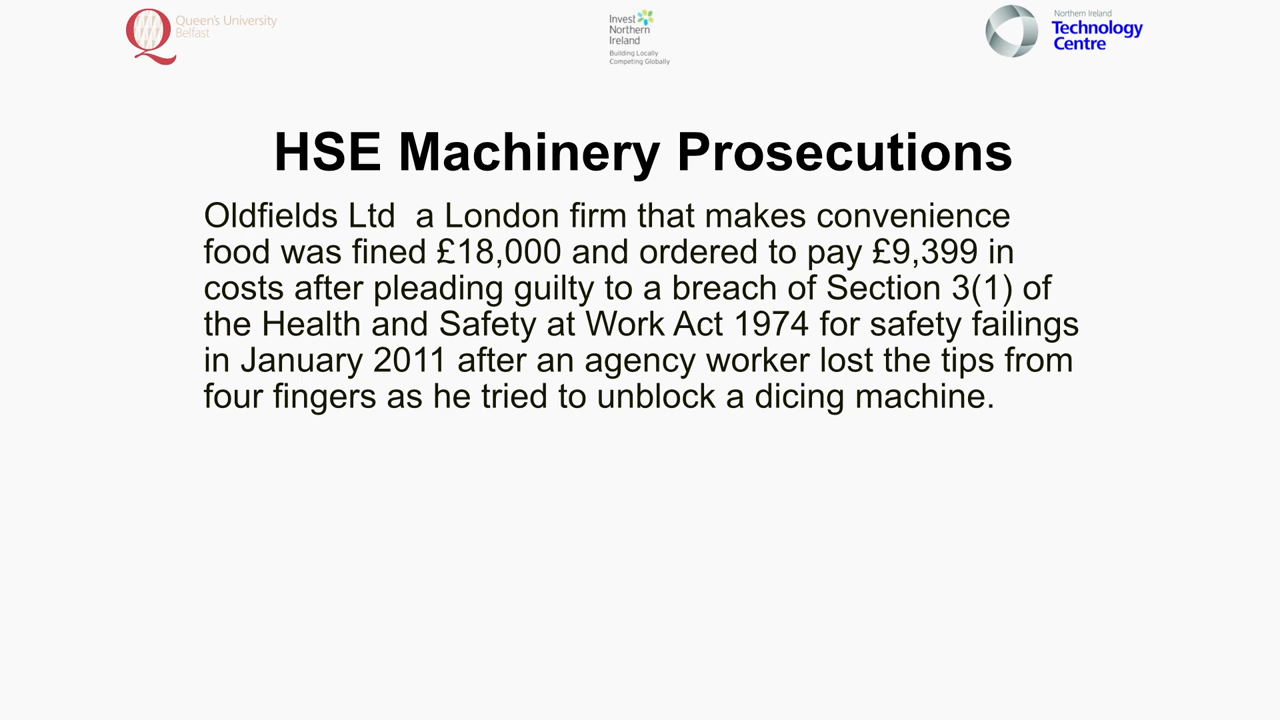 Queen's University
Belfast
Invest
Northern
Ireland
Building Locally
Competing Globally
Northern Ireland
Technology
Centre
HSE Machinery Prosecutions
Oldfields Ltd  a London firm that makes convenience
food was fined £18,000 and ordered to pay £9,399 in
costs after pleading guilty to a breach of Section 3(1) of
the Health and Safety at Work Act 1974 for safety failings
in January 2011 after an agency worker lost the tips from
four fingers as he tried to unblock a dicing machine.